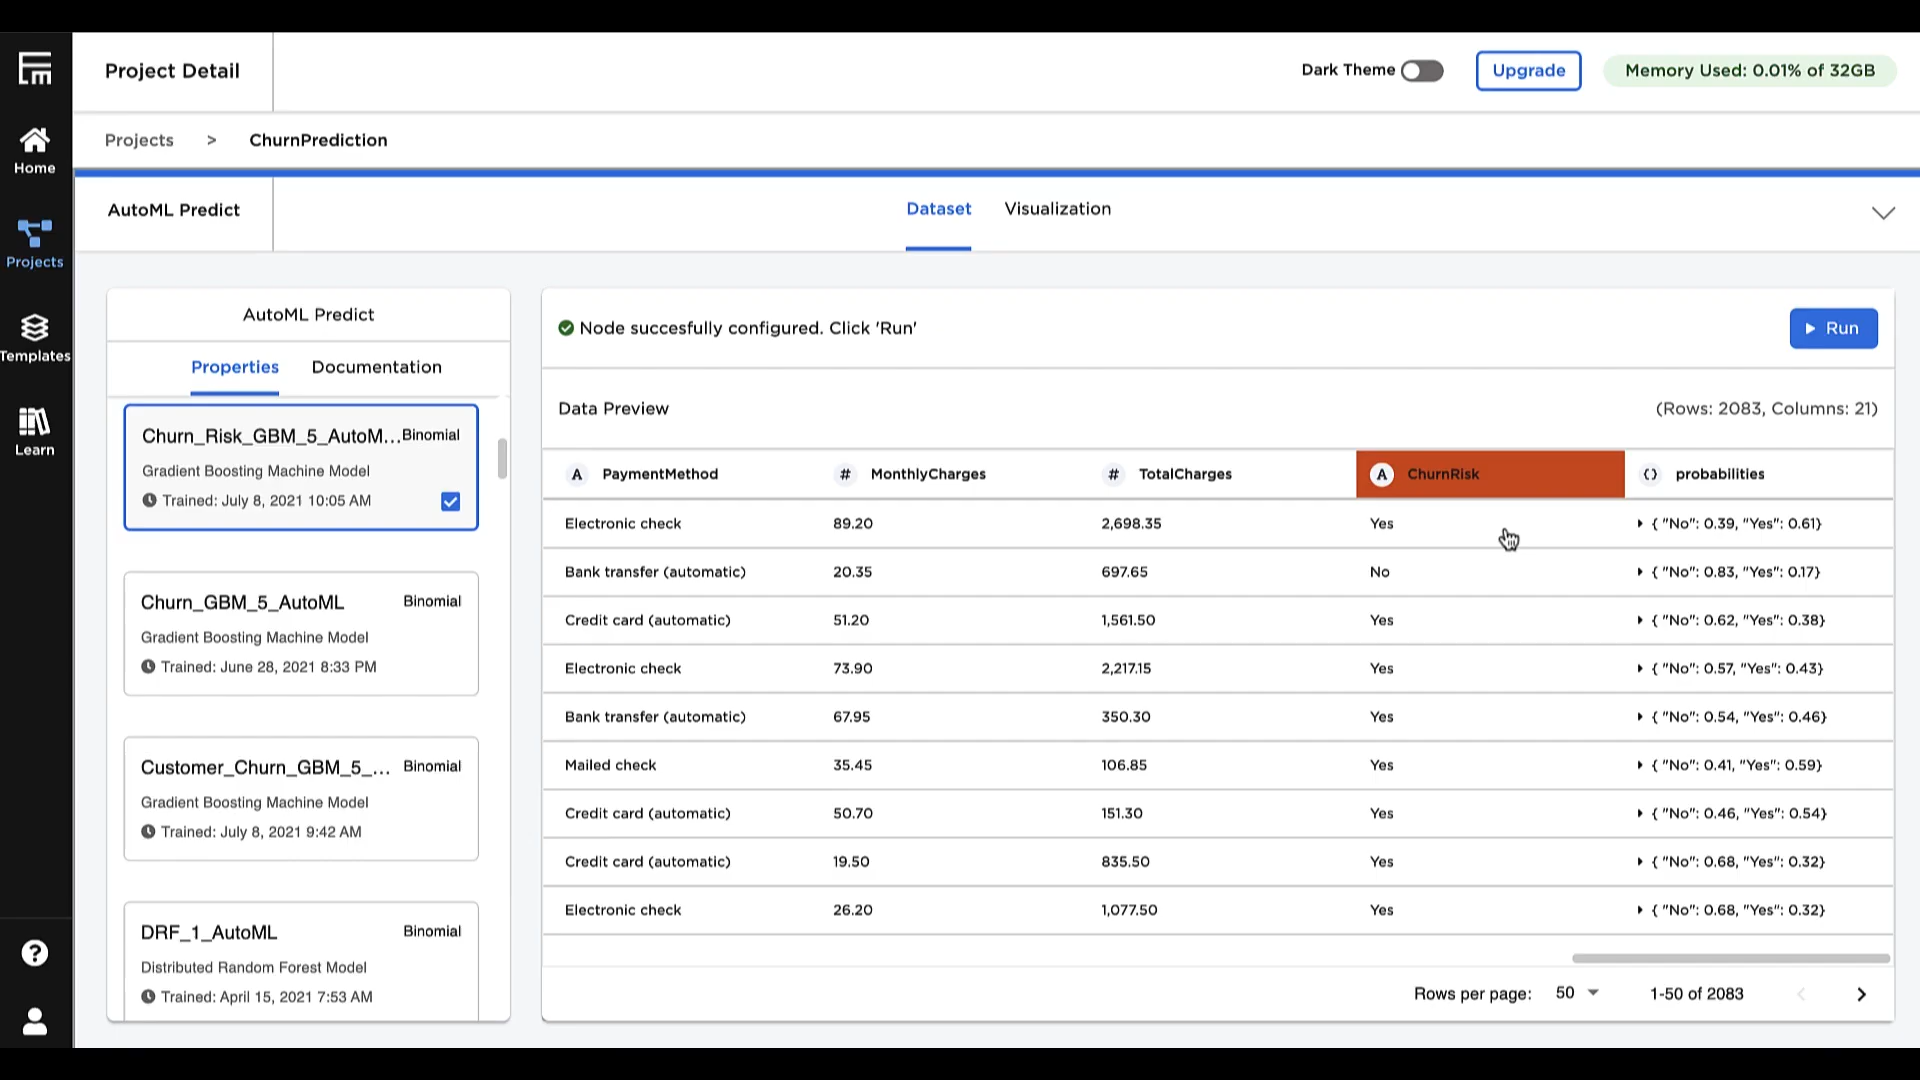 Project Detail
Dark Theme
Upgrade
Memory Used: 0.01% of 32GB
Home
Projects
Templates
Learn
Projects > ChurnPrediction
AutoML Predict
Dataset
Visualization
AutoML Predict
Properties
Documentation
Churn_Risk_GBM_5_AutoM... Binomial
Gradient Boosting Machine Model
Trained: July 8, 2021 10:05 AM
Churn_GBM_5_AutoML Binomial
Gradient Boosting Machine Model
Trained: June 28, 2021 8:33 PM
Customer_Churn_GBM_5_... Binomial
Gradient Boosting Machine Model
Trained: July 8, 2021 9:42 AM
DRF_1_AutoML Binomial
Distributed Random Forest Model
Trained: April 15, 2021 7:53 AM
Node succesfully configured. Click 'Run'
Run
Data Preview
(Rows: 2083, Columns: 21)
A PaymentMethod # MonthlyCharges # TotalCharges A ChurnRisk {} probabilities
Electronic check 89.20 2,698.35 Yes { "No": 0.39, "Yes": 0.61}
Bank transfer (automatic) 20.35 697.65 No { "No": 0.83, "Yes": 0.17}
Credit card (automatic) 51.20 1,561.50 Yes { "No": 0.62, "Yes": 0.38}
Electronic check 73.90 2,217.15 Yes { "No": 0.57, "Yes": 0.43}
Bank transfer (automatic) 67.95 350.30 Yes { "No": 0.54, "Yes": 0.46}
Mailed check 35.45 106.85 Yes { "No": 0.41, "Yes": 0.59}
Credit card (automatic) 50.70 151.30 Yes { "No": 0.46, "Yes": 0.54}
Credit card (automatic) 19.50 835.50 Yes { "No": 0.68, "Yes": 0.32}
Electronic check 26.20 1,077.50 Yes { "No": 0.68, "Yes": 0.32}
Rows per page: 50 1-50 of 2083